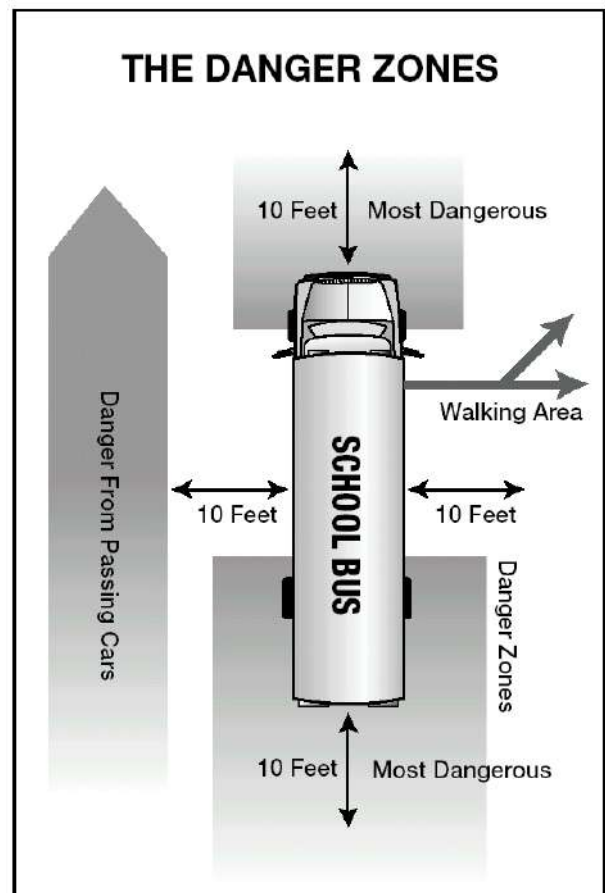 THE DANGER ZONES
10 Feet
Most Dangerous
Walking Area
Danger From Passing Cars
SCHOOL BUS
10 Feet
10 Feet
Danger Zones
10 Feet
Most Dangerous